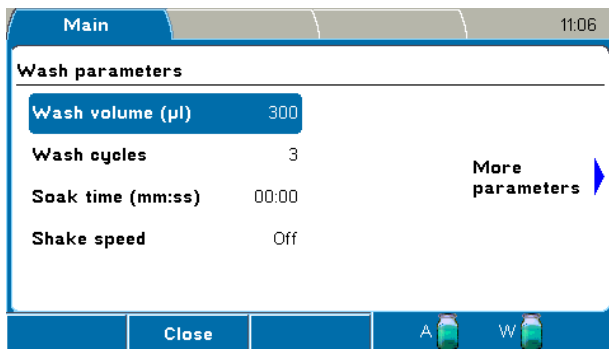 Main
11:06
Wash parameters
Wash volume (µl) 300
Wash cycles 3
Soak time (mm:ss) 00:00
Shake speed Off
More
parameters
Close
A W